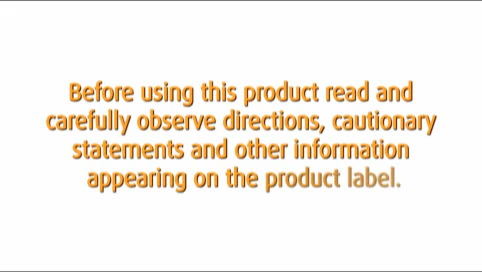 Before using this product read and
carefully observe directions, cautionary
statements and other information
appearing on the product label.